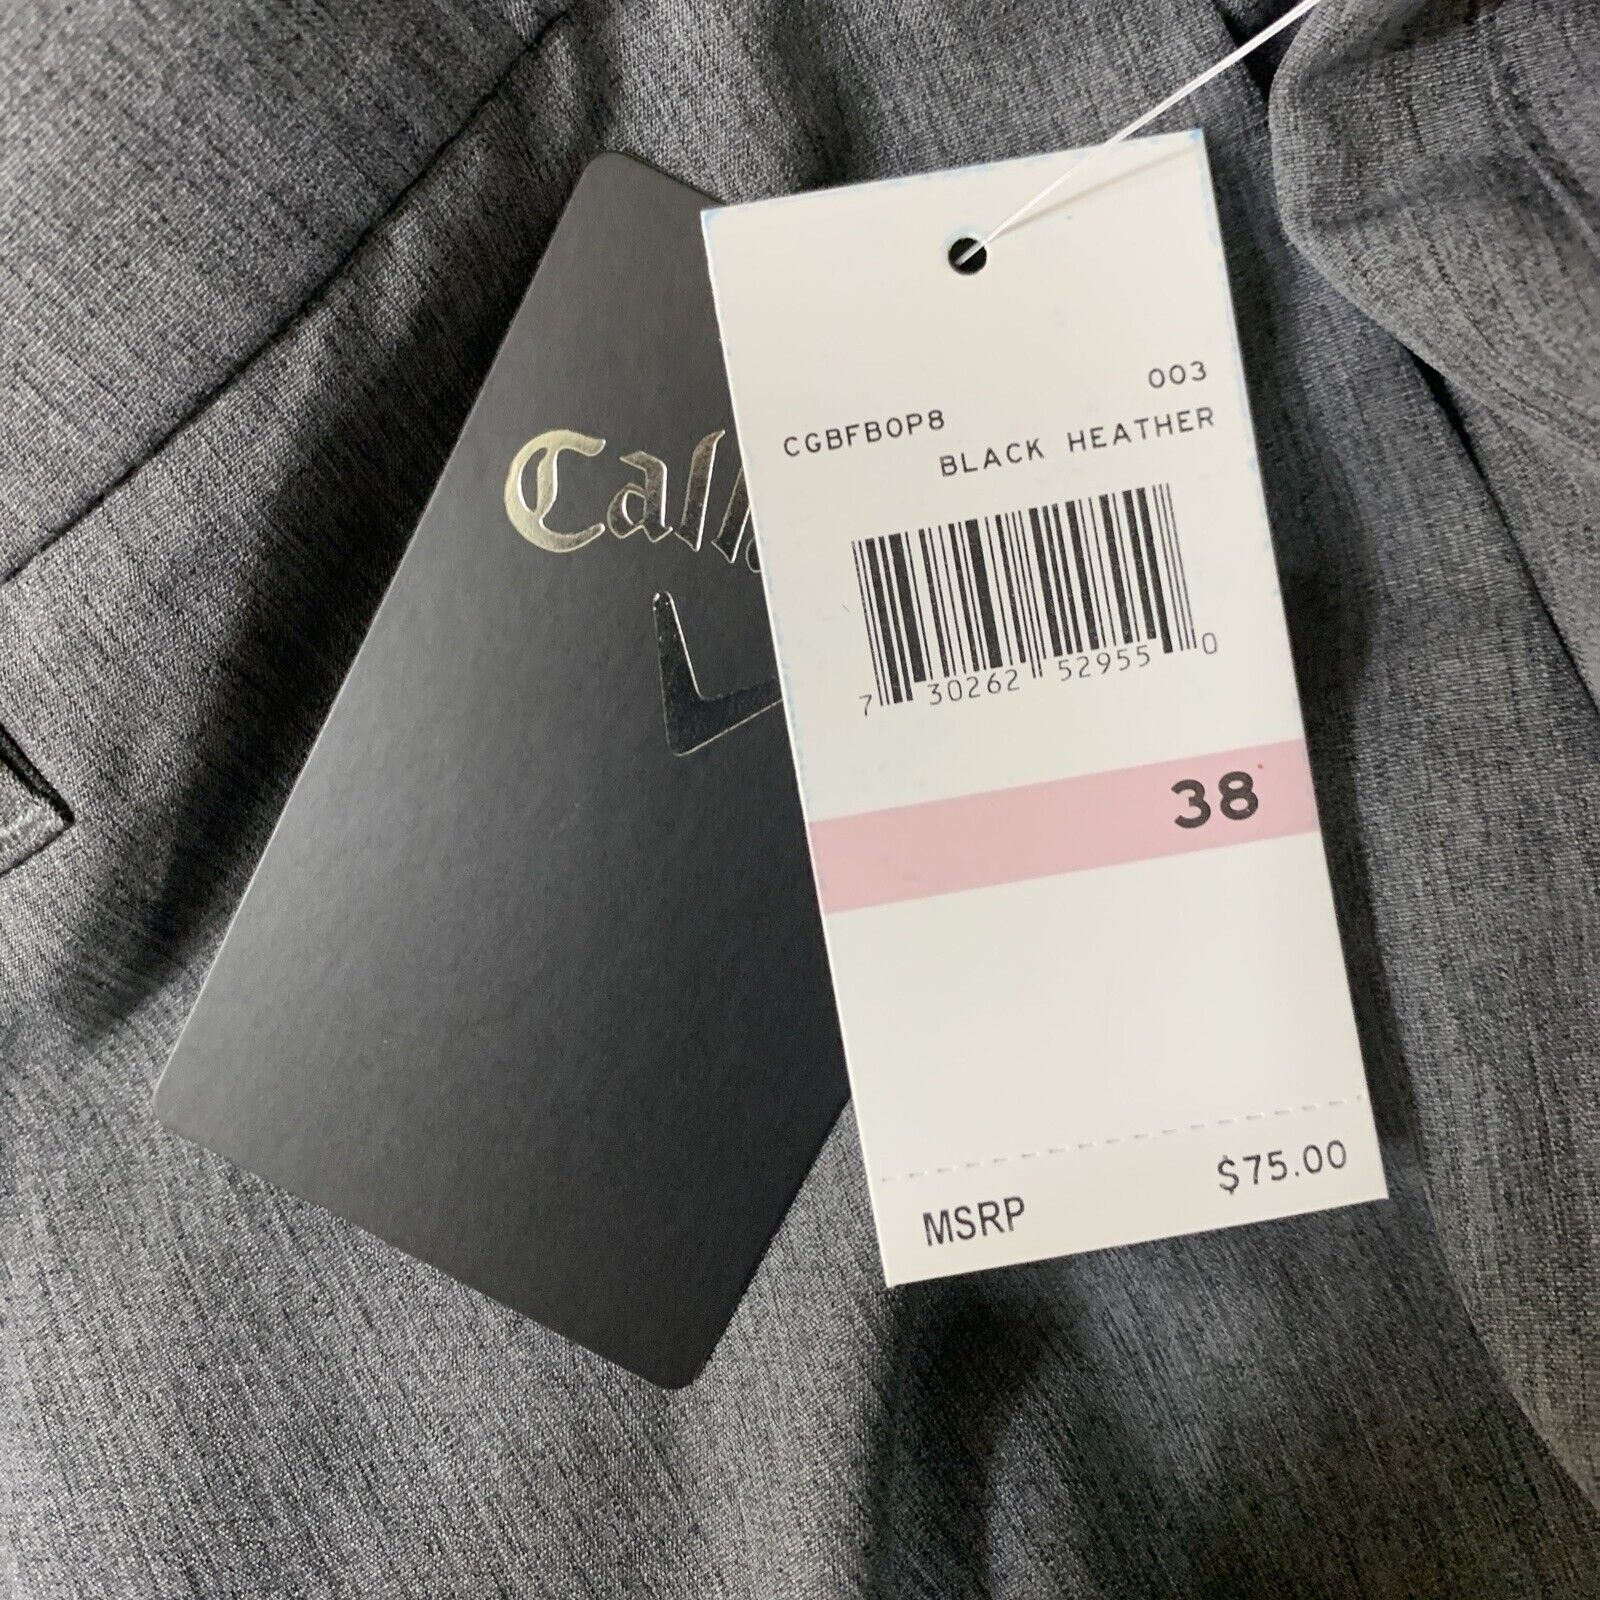 Call
003
CGBFB0P8
BLACK HEATHER
7 30262 52955 0
38
MSRP $75.00